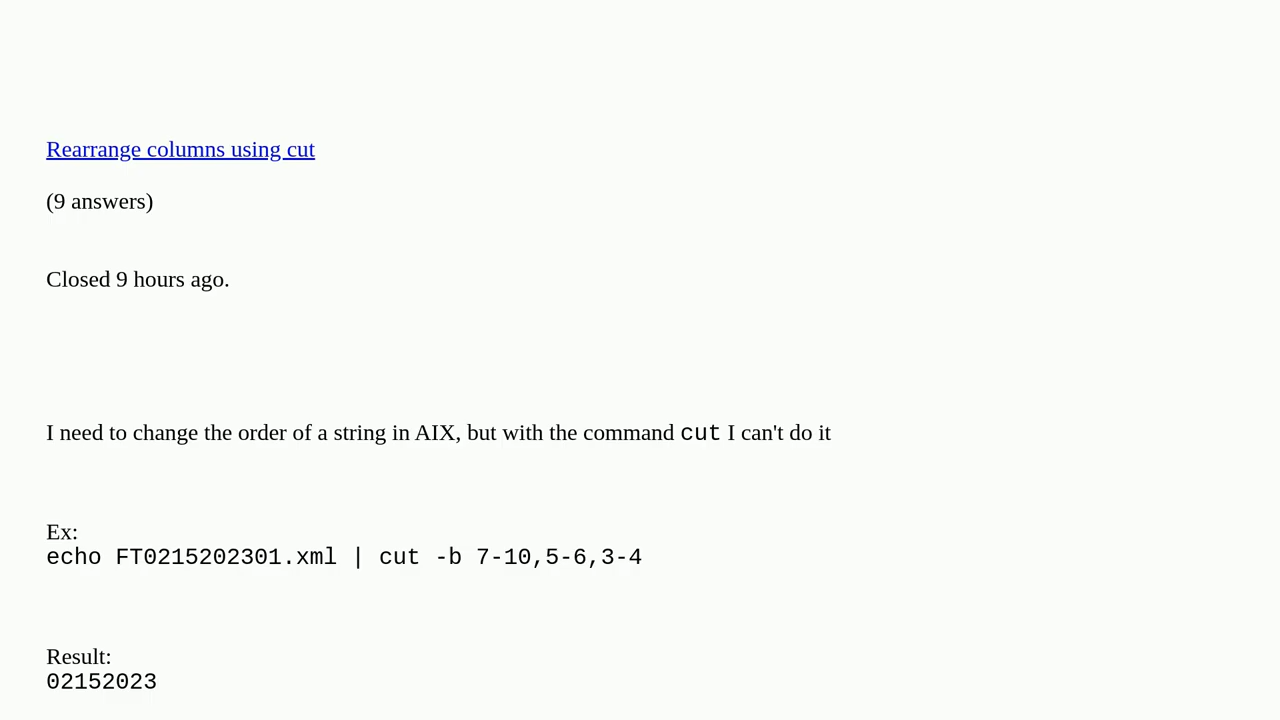 Rearrange columns using cut
(9 answers)
Closed 9 hours ago.
I need to change the order of a string in AIX, but with the command cut I can't do it
Ex:
echo FT0215202301.xml | cut -b 7-10,5-6,3-4
Result:
02152023